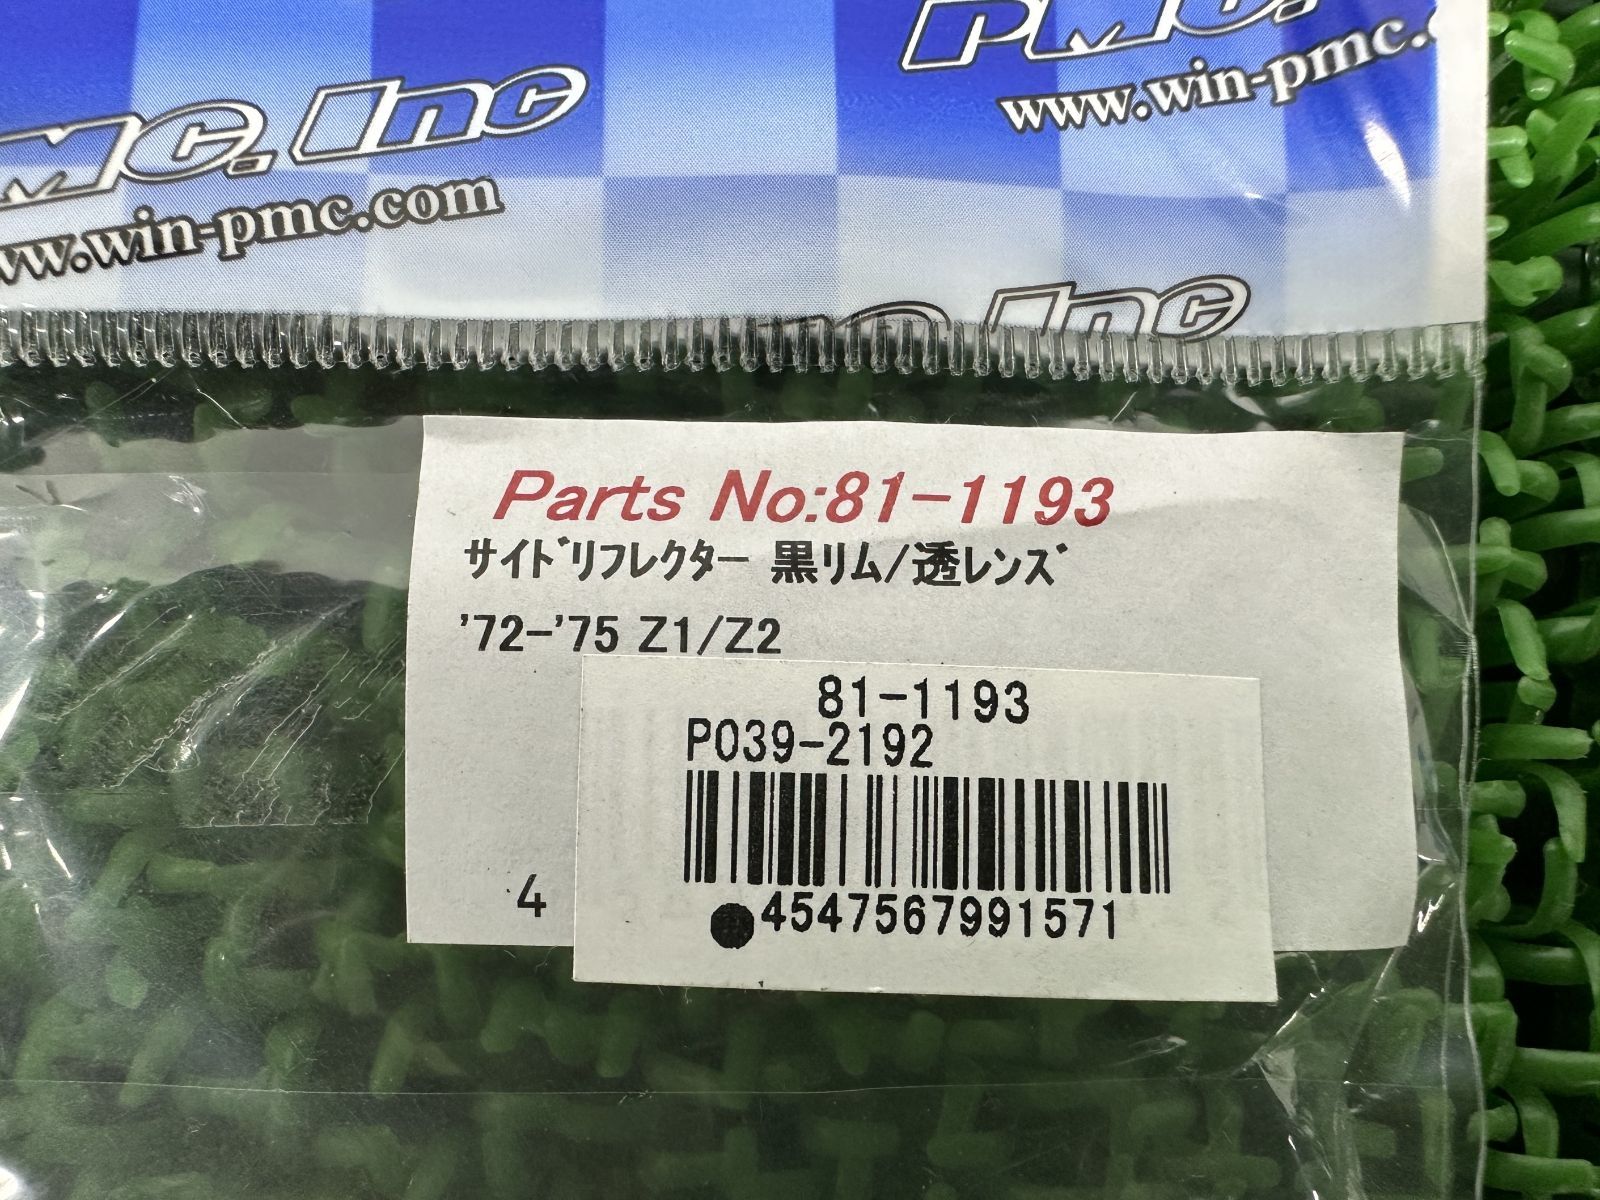 PMC.
www.win-pmc.
MC. Inc
www.win-pmc.com
Inc
Parts No:81-1193
サイドリフレクター 黒リム/透レンズ
'72-'75 Z1/Z2
81-1193
P039-2192
4
4547567991571